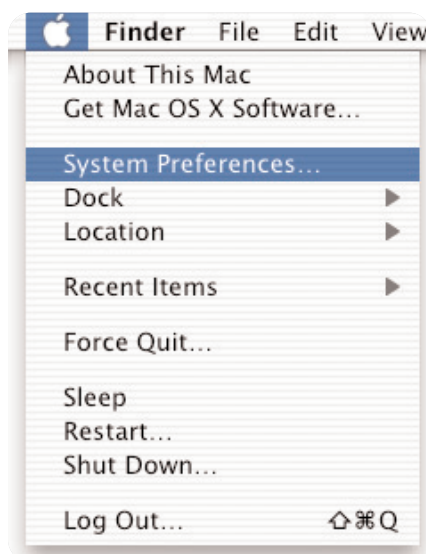 Finder File Edit View
About This Mac
Get Mac OS X Software...
System Preferences...
Dock
Location
Recent Items
Force Quit...
Sleep
Restart...
Shut Down...
Log Out... ⇧⌘Q